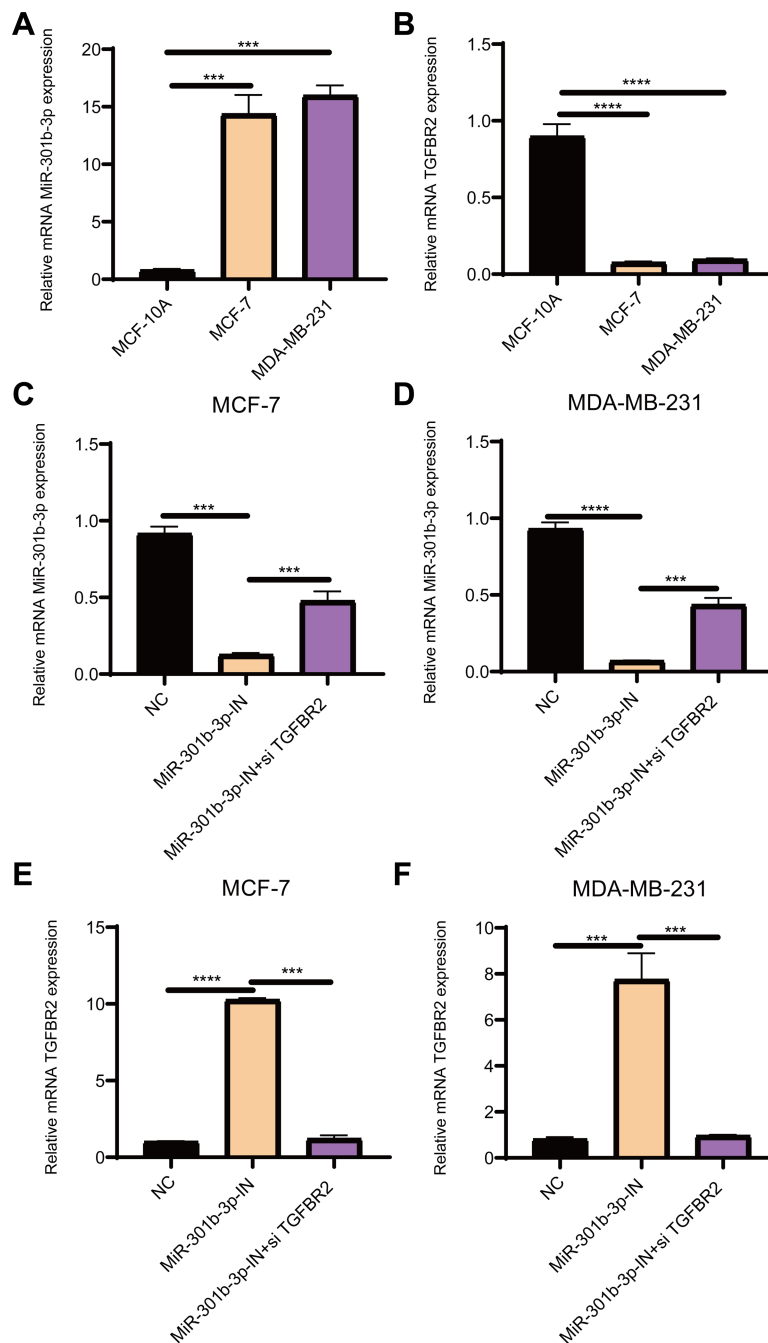 A
Relative mRNA MiR-301b-3p expression
20
15
10
5
0
***
***
MCF-10A
MCF-7
MDA-MB-231
B
Relative mRNA TGFBR2 expression
1.5
1.0
0.5
0.0
****
****
MCF-10A
MCF-7
MDA-MB-231
C
MCF-7
Relative mRNA MiR-301b-3p expression
1.5
1.0
0.5
0.0
***
***
NC
MiR-301b-3p-IN
MiR-301b-3p-IN+si TGFBR2
D
MDA-MB-231
Relative mRNA MiR-301b-3p expression
1.5
1.0
0.5
0.0
****
***
NC
MiR-301b-3p-IN
MiR-301b-3p-IN+si TGFBR2
E
MCF-7
Relative mRNA TGFBR2 expression
15
10
5
0
****
***
NC
MiR-301b-3p-IN
MiR-301b-3p-IN+si TGFBR2
F
MDA-MB-231
Relative mRNA TGFBR2 expression
10
8
6
4
2
0
***
***
NC
MiR-301b-3p-IN
MiR-301b-3p-IN+si TGFBR2